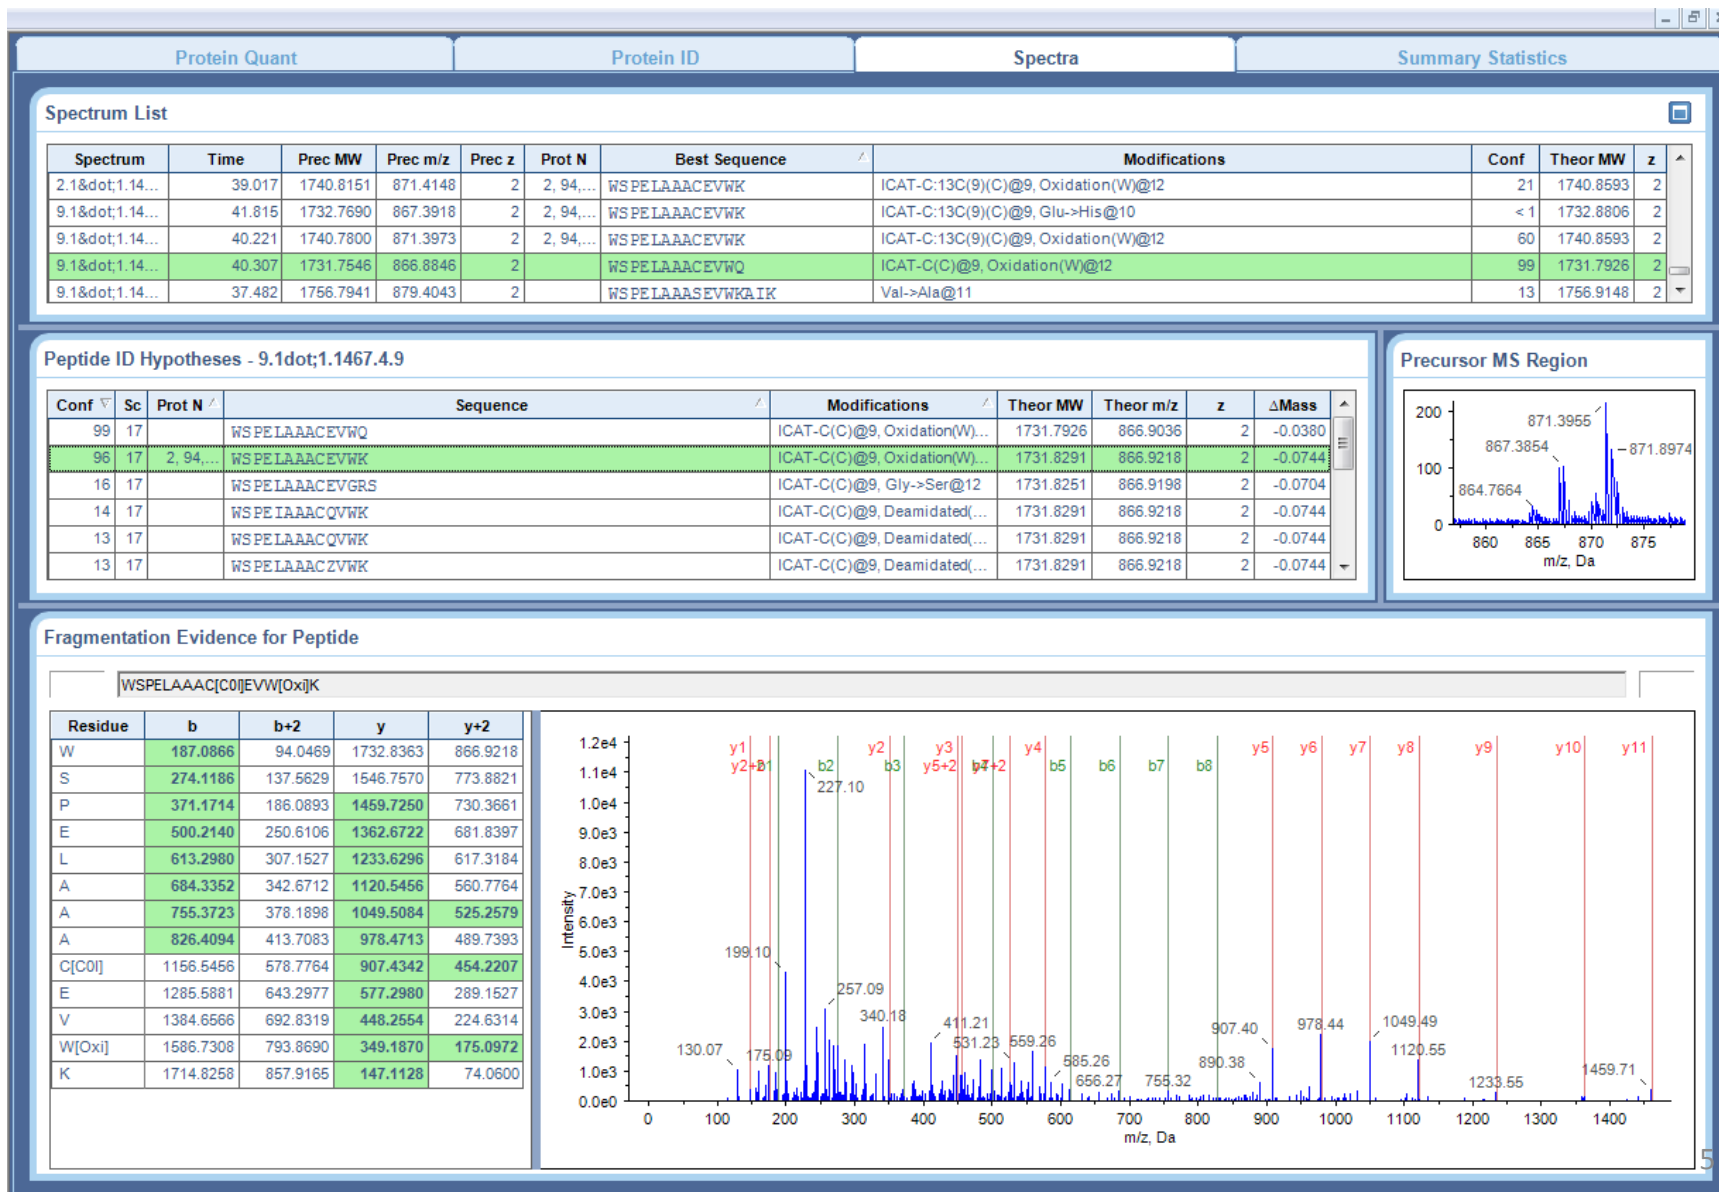 Protein Quant Protein ID Spectra Summary Statistics
Spectrum List
Spectrum Time Prec MW Prec m/z Prec z Prot N Best Sequence Modifications Conf Theor MW z
2.1&dot;1.14... 39.017 1740.8151 871.4148 2 2, 94,... WSPELAAACEVWK ICAT-C:13C(9)(C)@9, Oxidation(W)@12 21 1740.8593 2
9.1&dot;1.14... 41.815 1732.7690 867.3918 2 2, 94,... WSPELAAACEVWK ICAT-C:13C(9)(C)@9, Glu->His@10 < 1 1732.8806 2
9.1&dot;1.14... 40.221 1740.7800 871.3973 2 2, 94,... WSPELAAACEVWK ICAT-C:13C(9)(C)@9, Oxidation(W)@12 60 1740.8593 2
9.1&dot;1.14... 40.307 1731.7546 866.8846 2 WSPELAAACEVWQ ICAT-C(C)@9, Oxidation(W)@12 99 1731.7926 2
9.1&dot;1.14... 37.482 1756.7941 879.4043 2 WSPELAAASEVWKAIK Val->Ala@11 13 1756.9148 2
Peptide ID Hypotheses - 9.1dot;1.1467.4.9
Conf Sc Prot N Sequence Modifications Theor MW Theor m/z z ΔMass
99 17 WSPELAAACEVWQ ICAT-C(C)@9, Oxidation(W)... 1731.7926 866.9036 2 -0.0380
96 17 2, 94,... WSPELAAACEVWK ICAT-C(C)@9, Oxidation(W)... 1731.8291 866.9218 2 -0.0744
16 17 WSPELAAACEVGRS ICAT-C(C)@9, Gly->Ser@12 1731.8251 866.9198 2 -0.0704
14 17 WSPEIAAACQVWK ICAT-C(C)@9, Deamidated(... 1731.8291 866.9218 2 -0.0744
13 17 WSPELAAACQVWK ICAT-C(C)@9, Deamidated(... 1731.8291 866.9218 2 -0.0744
13 17 WSPELAAACZVWK ICAT-C(C)@9, Deamidated(... 1731.8291 866.9218 2 -0.0744
Precursor MS Region
200
871.3955
867.3854
871.8974
100
864.7664
0
860 865 870 875
m/z, Da
Fragmentation Evidence for Peptide
WSPELAAAC[C0I]EVW[Oxi]K
Residue b b+2 y y+2
W 187.0866 94.0469 1732.8363 866.9218
S 274.1186 137.5629 1546.7570 773.8821
P 371.1714 186.0893 1459.7250 730.3661
E 500.2140 250.6106 1362.6722 681.8397
L 613.2980 307.1527 1233.6296 617.3184
A 684.3352 342.6712 1120.5456 560.7764
A 755.3723 378.1898 1049.5084 525.2579
A 826.4094 413.7083 978.4713 489.7393
C[C0I] 1156.5456 578.7764 907.4342 454.2207
E 1285.5881 643.2977 577.2980 289.1527
V 1384.6566 692.8319 448.2554 224.6314
W[Oxi] 1586.7308 793.8690 349.1870 175.0972
K 1714.8258 857.9165 147.1128 74.0600
y1 y2 y3 y4 y5 y6 y7 y8 y9 y10 y11
y2+2 b1 b2 b3 y5+2 b4 y7+2 b5 b6 b7 b8
1.2e4
1.1e4
1.0e4
9.0e3
8.0e3
7.0e3
6.0e3
5.0e3
4.0e3
3.0e3
2.0e3
1.0e3
0.0e0
Intensity
227.10
199.10
257.09
340.18
411.21
531.23
559.26
130.07
175.09
585.26
656.27
755.32
890.38
907.40
978.44
1049.49
1120.55
1233.55
1459.71
0 100 200 300 400 500 600 700 800 900 1000 1100 1200 1300 1400
m/z, Da
5